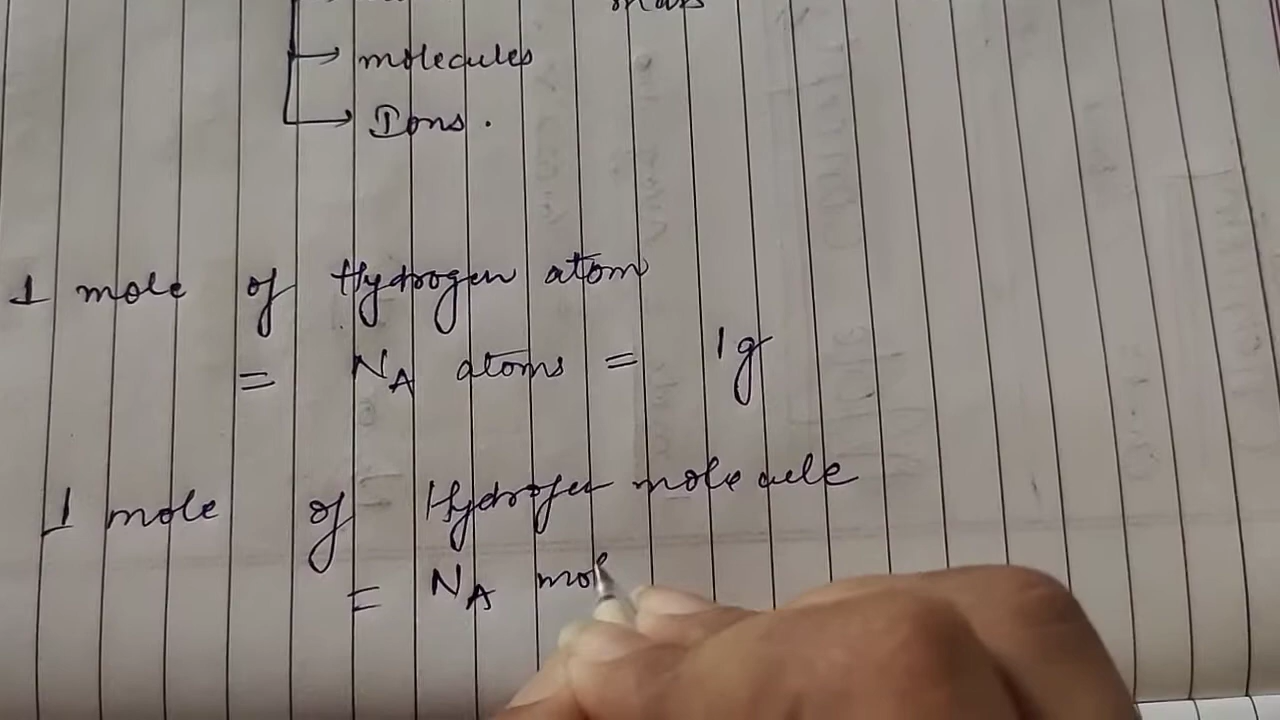 → molecules
→ Ions.
1 mole of Hydrogen atom
= NA atoms = 1g
1 mole of Hydrogen molecule
= NA mol